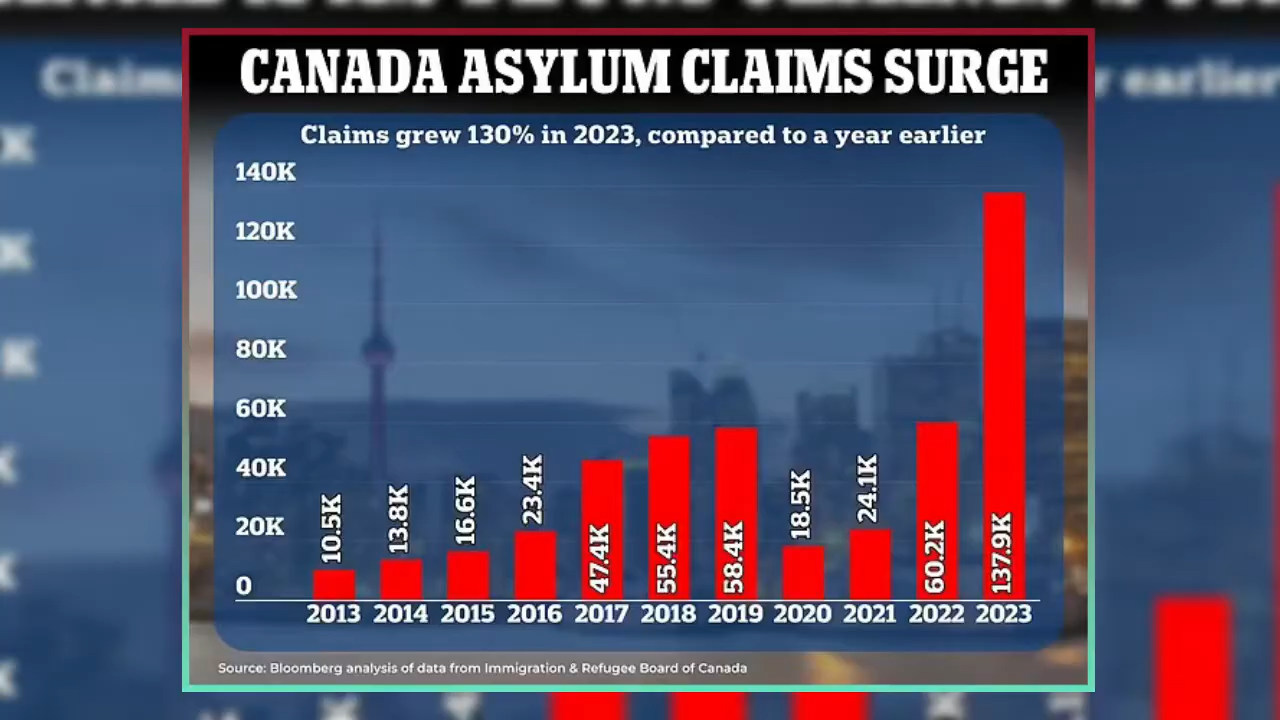 CANADA ASYLUM CLAIMS SURGE
Claims grew 130% in 2023, compared to a year earlier
140K
120K
100K
80K
60K
40K
20K
0
10.5K
13.8K
16.6K
23.4K
47.4K
55.4K
58.4K
18.5K
24.1K
60.2K
137.9K
2013 2014 2015 2016 2017 2018 2019 2020 2021 2022 2023
Source: Bloomberg analysis of data from Immigration & Refugee Board of Canada
Claims
r earlier